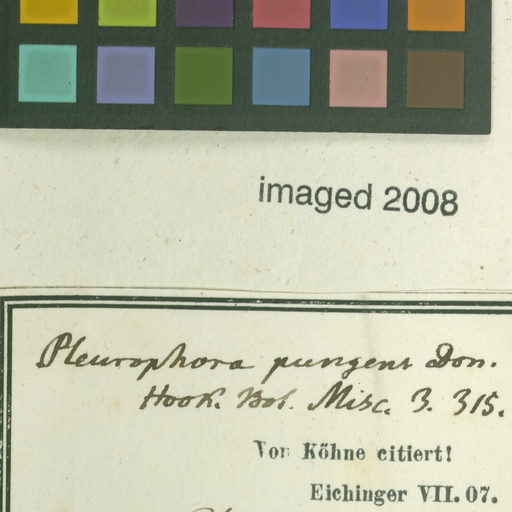 imaged 2008
Pleurophora pungens Don.
Hook. Bot. Misc. 3. 315.
Von Köhne citiert!
Eichinger VII. 07.